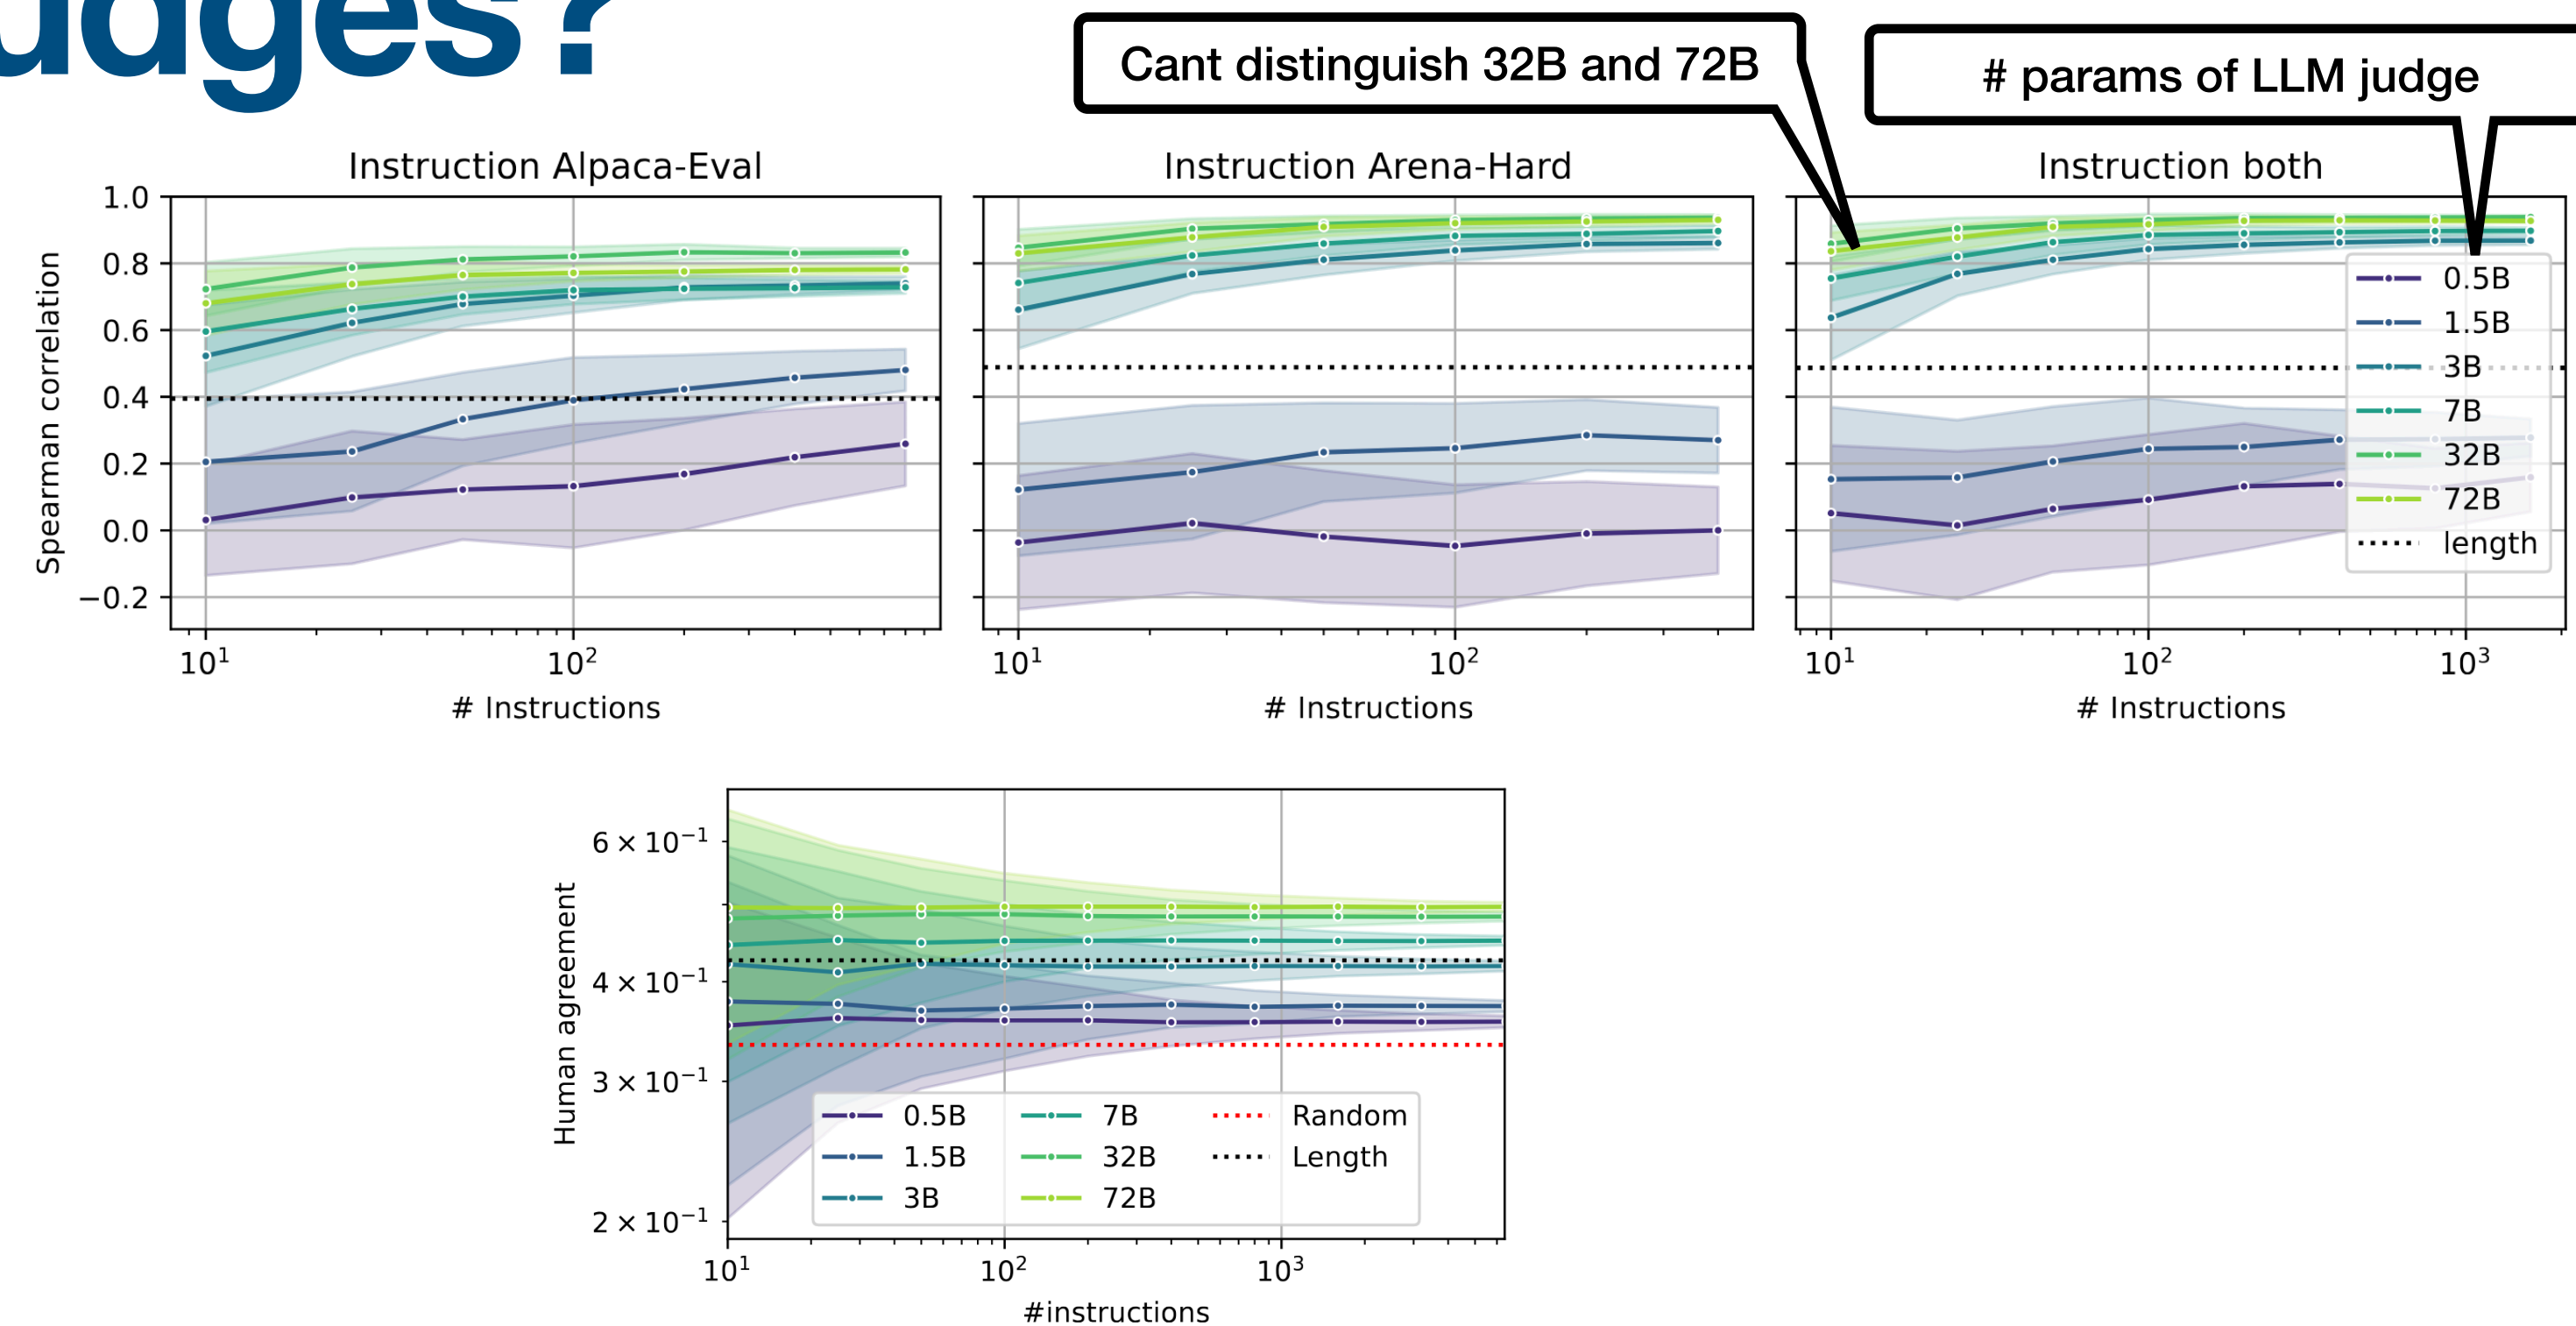 udges?
Cant distinguish 32B and 72B
# params of LLM judge
Instruction Alpaca-Eval
Instruction Arena-Hard
Instruction both
Spearman correlation
1.0
0.8
0.6
0.4
0.2
0.0
−0.2
10¹
10²
# Instructions
10¹
10²
# Instructions
0.5B
1.5B
3B
7B
32B
72B
length
10¹
10²
10³
# Instructions
Human agreement
6 × 10⁻¹
4 × 10⁻¹
3 × 10⁻¹
2 × 10⁻¹
0.5B
1.5B
3B
7B
32B
72B
Random
Length
10¹
10²
10³
#instructions